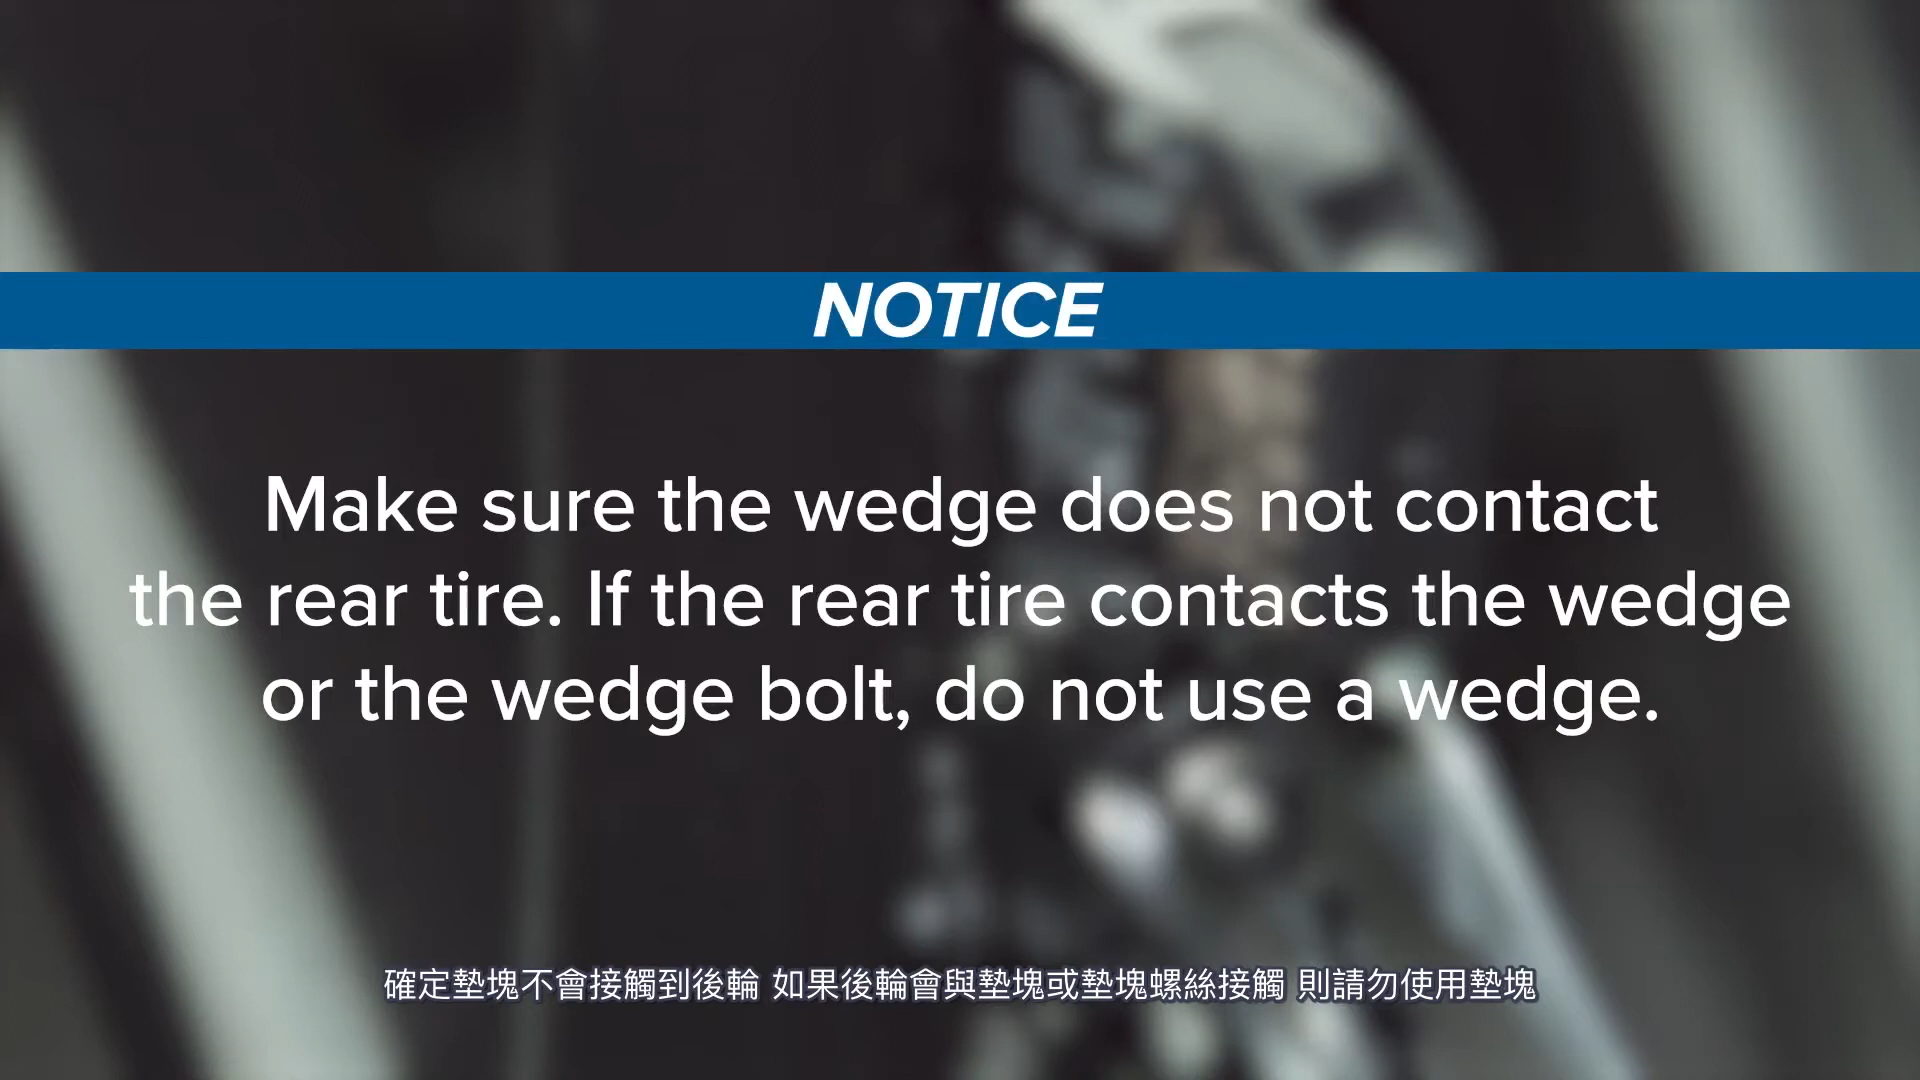 NOTICE
Make sure the wedge does not contact
the rear tire. If the rear tire contacts the wedge
or the wedge bolt, do not use a wedge.
確定墊塊不會接觸到後輪 如果後輪會與墊塊或墊塊螺絲接觸 則請勿使用墊塊